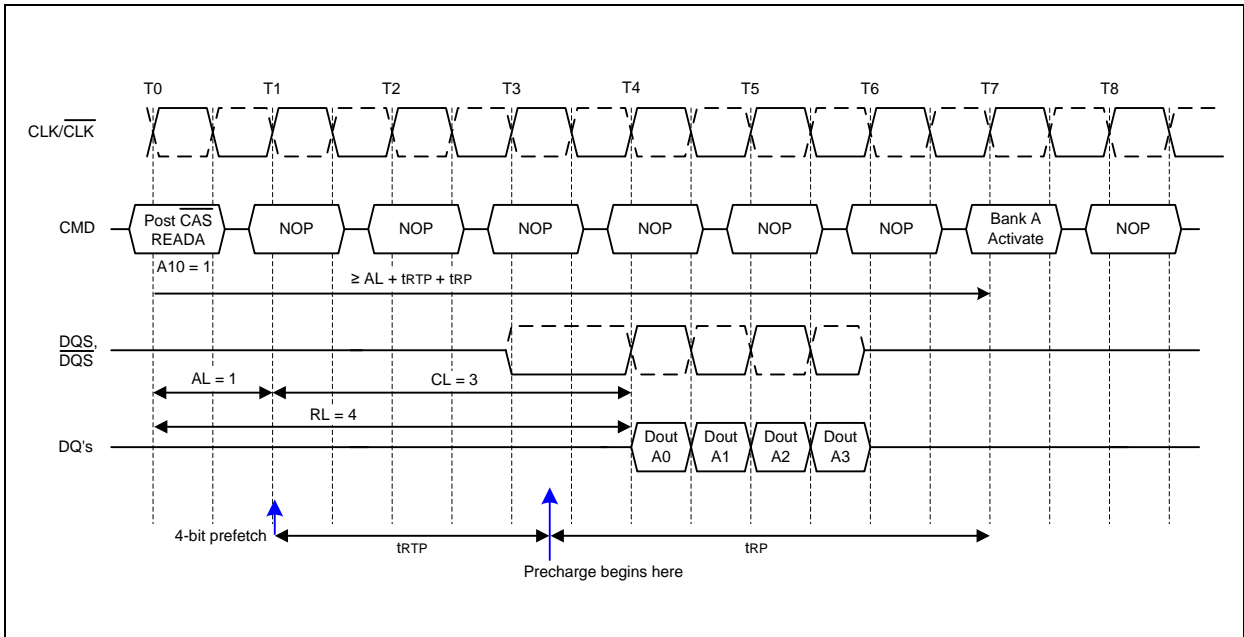 T0 T1 T2 T3 T4 T5 T6 T7 T8
CLK/CLK
CMD
Post CAS
READA
NOP NOP NOP NOP NOP NOP
Bank A
Activate
NOP
A10 = 1
≥ AL + tRTP + tRP
DQS,
DQS
AL = 1
CL = 3
RL = 4
DQ's
Dout
A0
Dout
A1
Dout
A2
Dout
A3
4-bit prefetch
tRTP
tRP
Precharge begins here